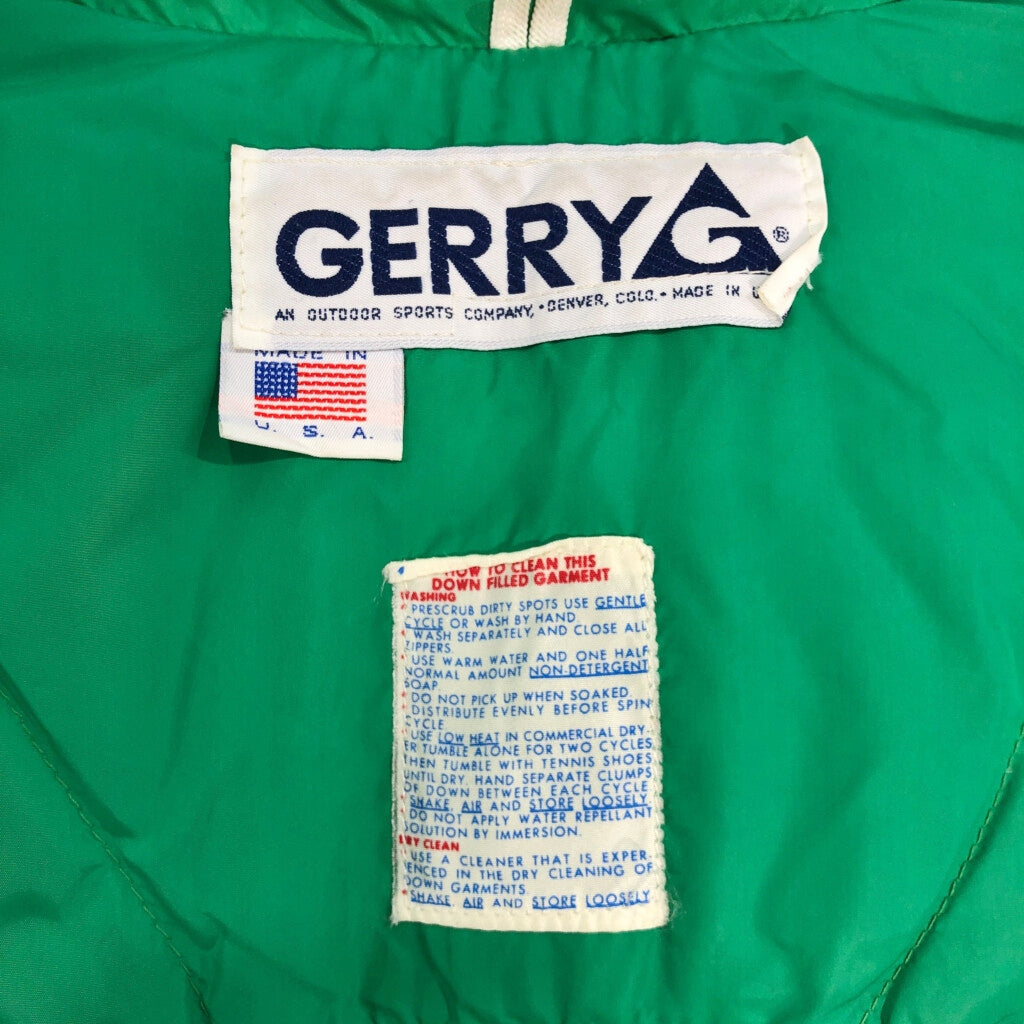 GERRY G ®
AN OUTDOOR SPORTS COMPANY, • DENVER, COLO. • MADE IN
MADE IN
U. S. A.
HOW TO CLEAN THIS
DOWN FILLED GARMENT
WASHING
PRESCRUB DIRTY SPOTS USE GENTLE
CYCLE OR WASH BY HAND.
WASH SEPARATELY AND CLOSE ALL
ZIPPERS
USE WARM WATER AND ONE HALF
NORMAL AMOUNT NON-DETERGENT
SOAP
DO NOT PICK UP WHEN SOAKED.
DISTRIBUTE EVENLY BEFORE SPIN
CYCLE
USE LOW HEAT IN COMMERCIAL DRY-
ER TUMBLE ALONE FOR TWO CYCLES,
THEN TUMBLE WITH TENNIS SHOES
UNTIL DRY. HAND SEPARATE CLUMPS
OF DOWN BETWEEN EACH CYCLE
SHAKE, AIR AND STORE LOOSELY
DO NOT APPLY WATER REPELLANT
SOLUTION BY IMMERSION.
DRY CLEAN
USE A CLEANER THAT IS EXPER-
IENCED IN THE DRY CLEANING OF
DOWN GARMENTS
SHAKE, AIR AND STORE LOOSELY